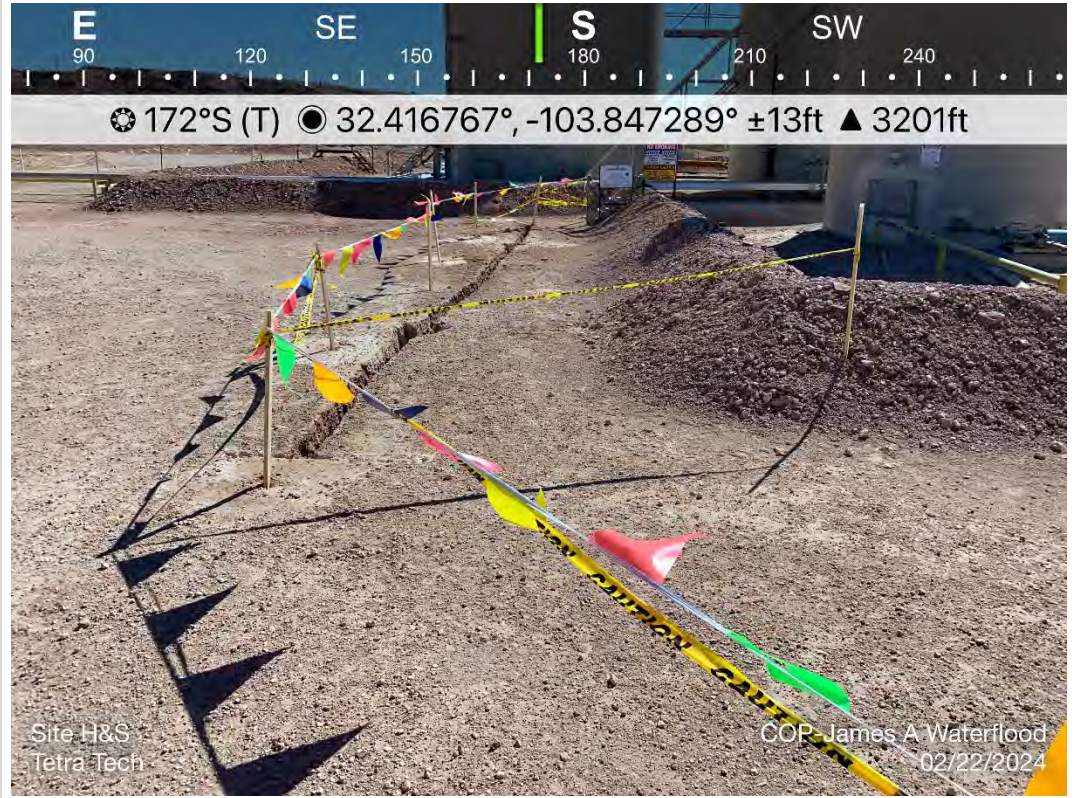 E SE S SW
90 120 150 180 210 240
172°S (T) 32.416767°, -103.847289° ±13ft ▲ 3201ft
NO SMOKING
CAUTION CAUTION
Site H&S
Tetra Tech
COP-James A Waterflood
02/22/2024